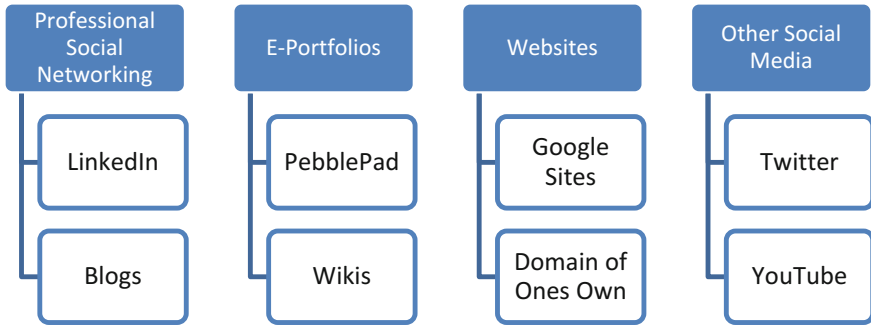 Professional
Social
Networking
LinkedIn
Blogs
E-Portfolios
PebblePad
Wikis
Websites
Google
Sites
Domain of
Ones Own
Other Social
Media
Twitter
YouTube